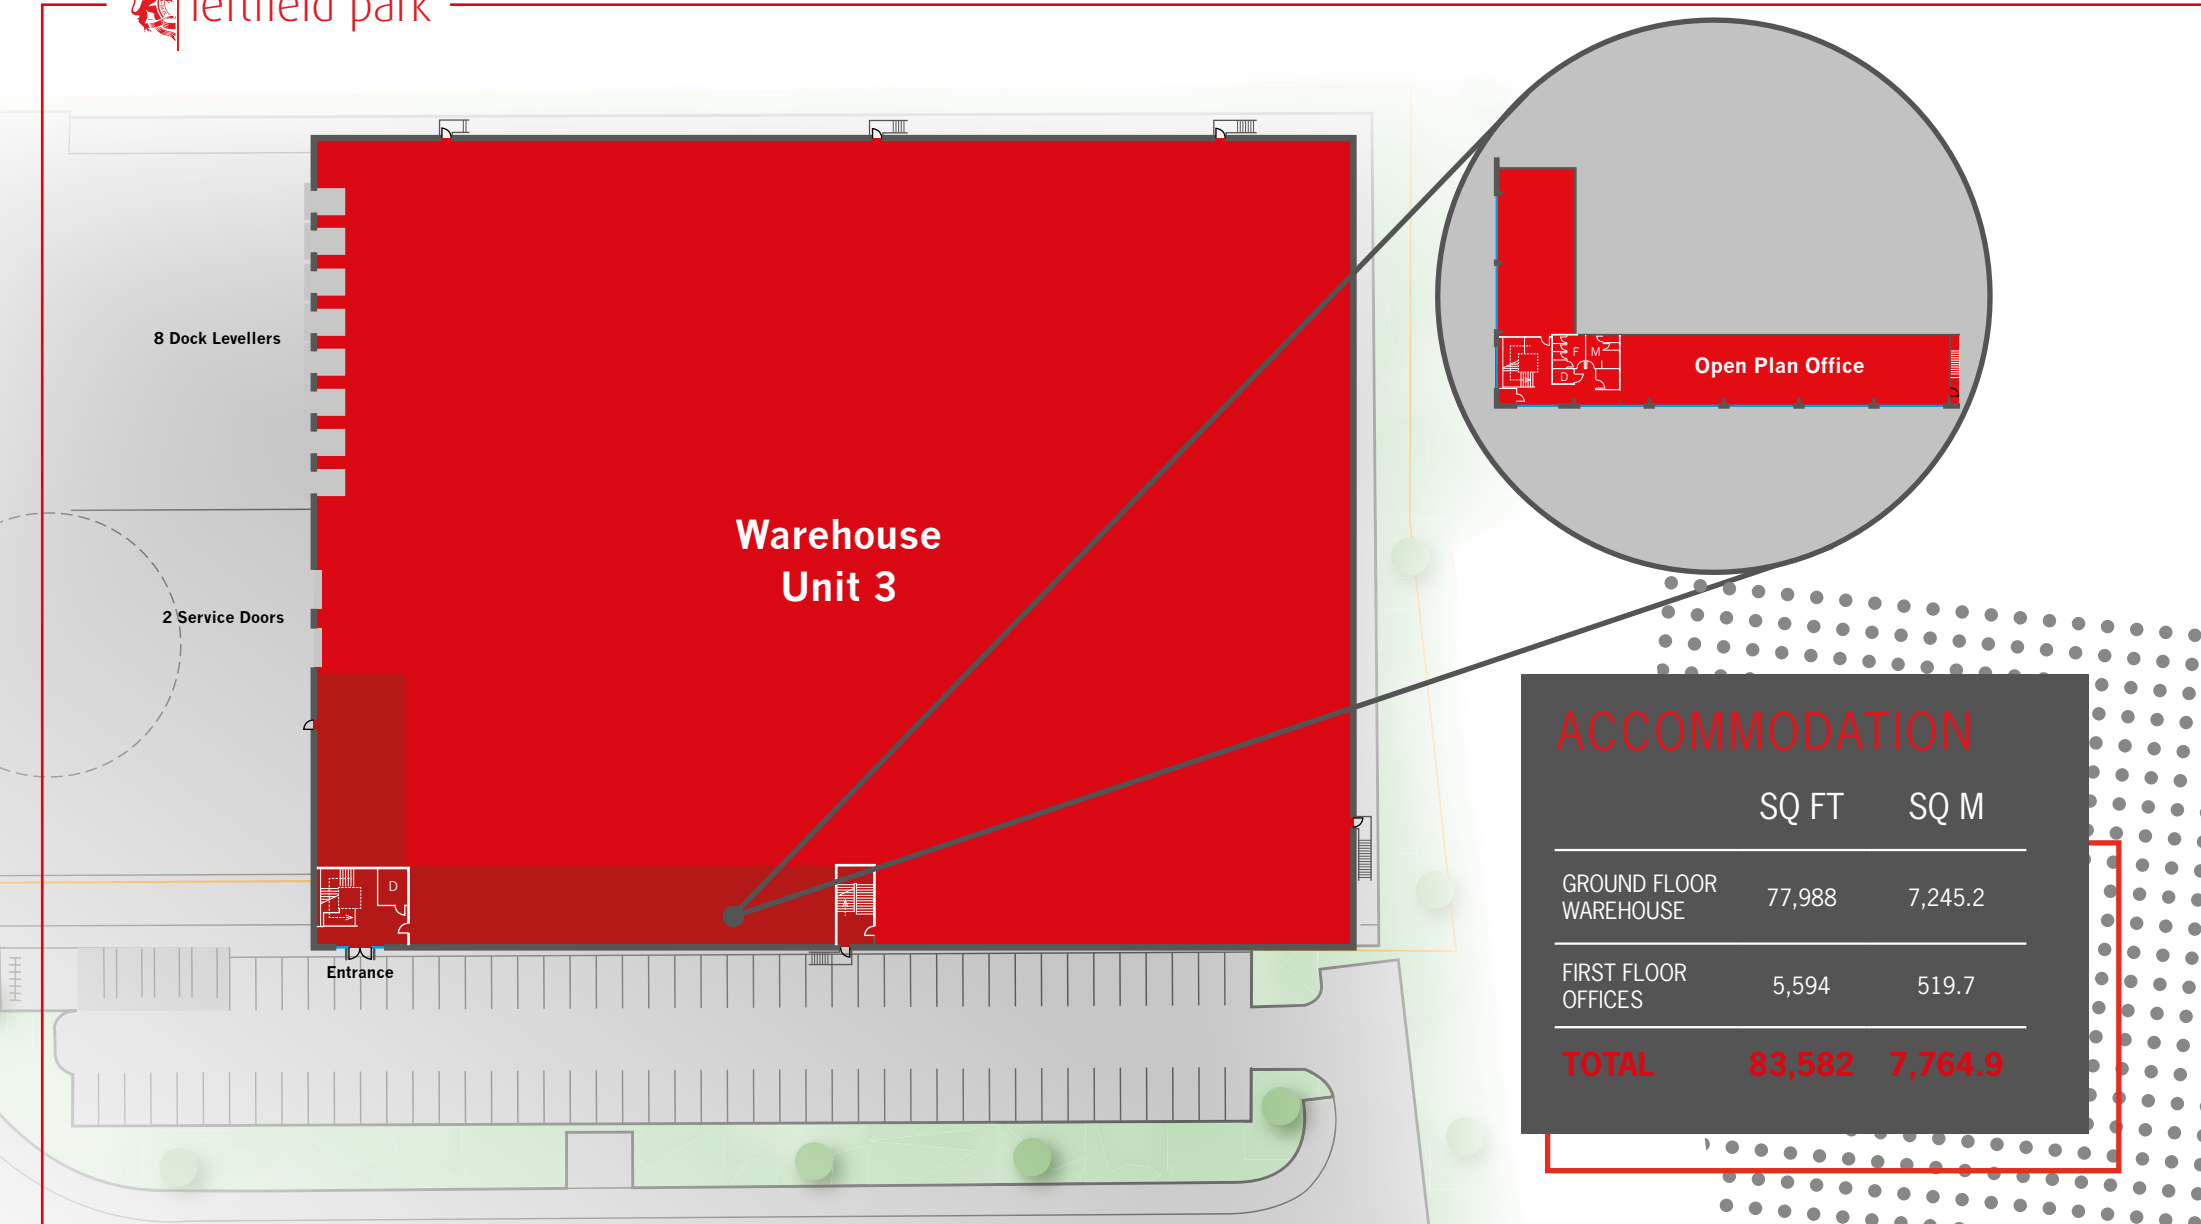 leftfield park
8 Dock Levellers
2 Service Doors
Warehouse
Unit 3
D
Entrance
F M
D
Open Plan Office
ACCOMMODATION
SQ FT SQ M
GROUND FLOOR
WAREHOUSE 77,988 7,245.2
FIRST FLOOR
OFFICES 5,594 519.7
TOTAL 83,582 7,764.9